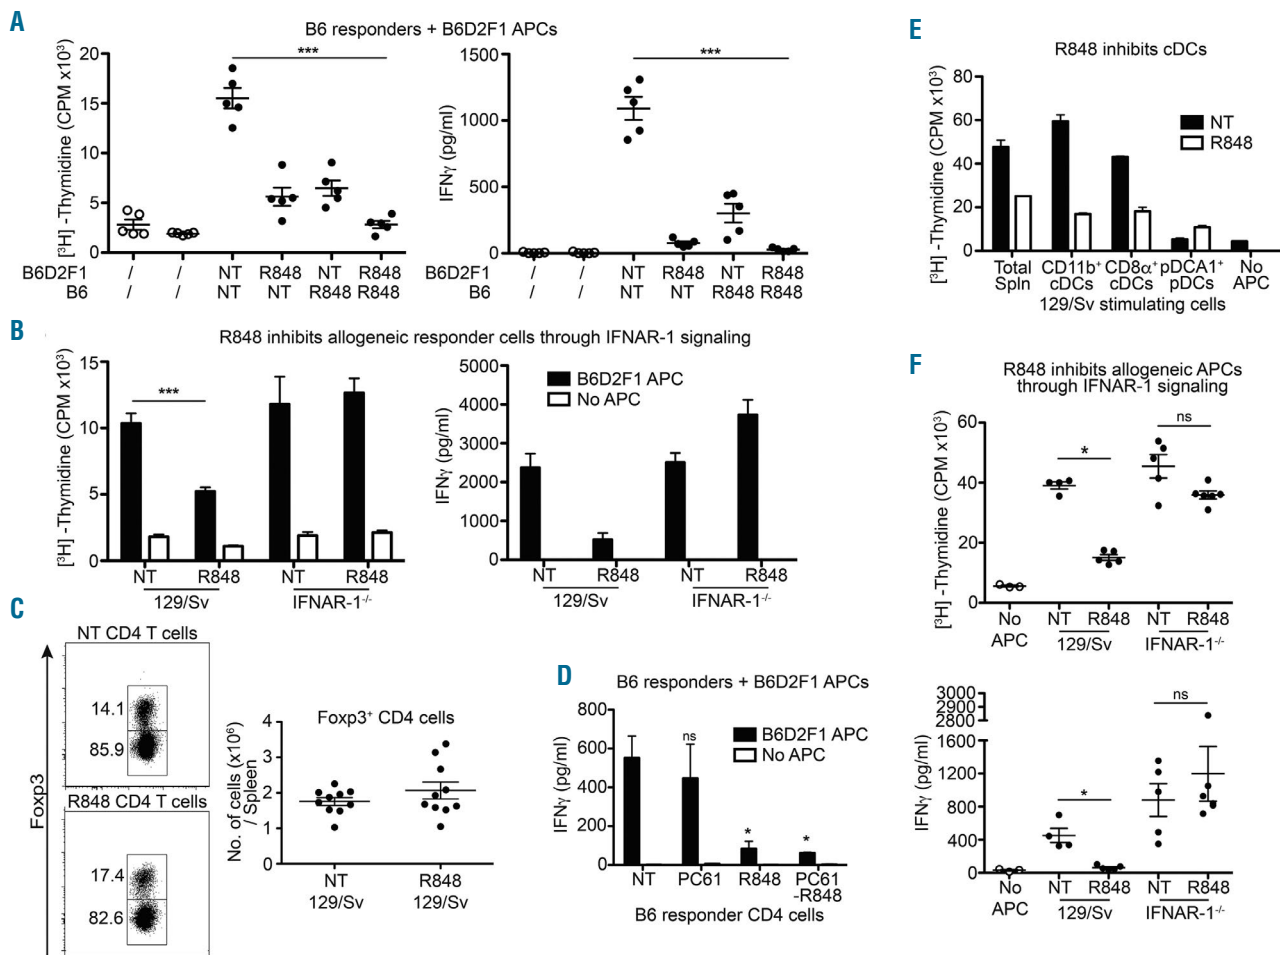 A
B6 responders + B6D2F1 APCs
[³H] -Thymidine (CPM x10³)
20
15
10
5
0
B6D2F1 / / NT R848 NT R848
B6 / / NT NT R848 R848
***
IFNγ (pg/ml)
1500
1000
500
0
B6D2F1 / / NT R848 NT R848
B6 / / NT NT R848 R848
***
B
R848 inhibits allogeneic responder cells through IFNAR-1 signaling
[³H] -Thymidine (CPM x10³)
15
10
5
0
***
NT R848 NT R848
129/Sv IFNAR-1⁻/⁻
IFNγ (pg/ml)
5000
4000
3000
2000
1000
0
B6D2F1 APC
No APC
NT R848 NT R848
129/Sv IFNAR-1⁻/⁻
C
NT CD4 T cells
14.1
85.9
R848 CD4 T cells
17.4
82.6
Foxp3
Foxp3⁺ CD4 cells
No. of cells (x10⁶)
/ Spleen
4
3
2
1
0
NT R848
129/Sv 129/Sv
D
B6 responders + B6D2F1 APCs
IFNγ (pg/ml)
800
600
400
200
0
B6D2F1 APC
No APC
ns
*
*
NT PC61 R848 PC61
-R848
B6 responder CD4 cells
E
R848 inhibits cDCs
[³H] -Thymidine (CPM x10³)
80
60
40
20
0
NT
R848
Total CD11b⁺ CD8α⁺ pDCA1⁺ No
Spln cDCs cDCs pDCs APC
129/Sv stimulating cells
F
R848 inhibits allogeneic APCs
through IFNAR-1 signaling
[³H] -Thymidine (CPM x10³)
60
40
20
0
*
ns
No NT R848 NT R848
APC 129/Sv IFNAR-1⁻/⁻
IFNγ (pg/ml)
3000
2900
2800
1600
1200
800
400
0
*
ns
No NT R848 NT R848
APC 129/Sv IFNAR-1⁻/⁻